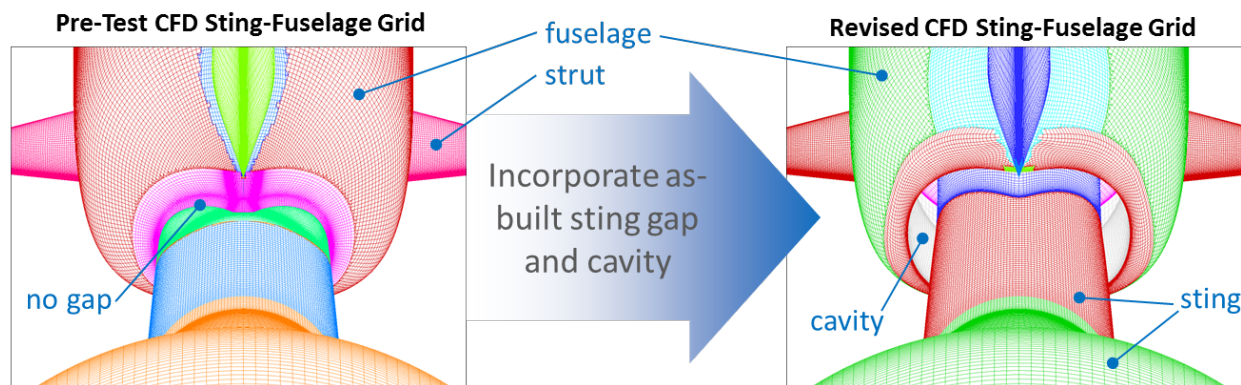 Pre-Test CFD Sting-Fuselage Grid
Revised CFD Sting-Fuselage Grid
fuselage
strut
Incorporate as-
built sting gap
and cavity
no gap
cavity
sting